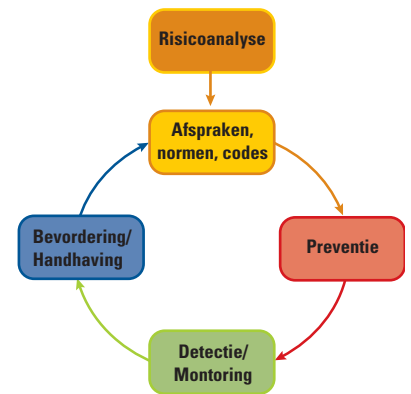 Risicoanalyse
Afspraken,
normen, codes
Preventie
Detectie/
Montoring
Bevordering/
Handhaving